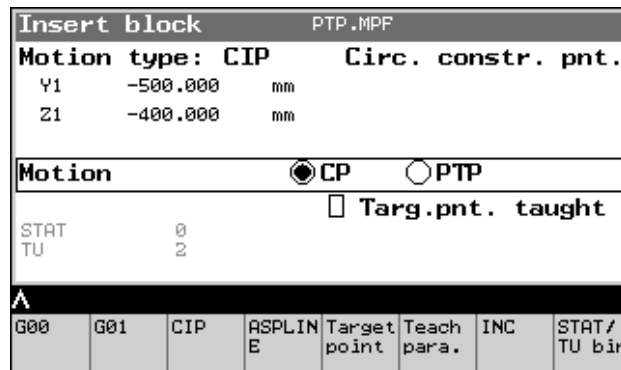 Insert block PTP.MPF
Motion type: CIP Circ. constr. pnt.
Y1 -500.000 mm
Z1 -400.000 mm
Motion CP PTP
Targ.pnt. taught
STAT 0
TU 2
G00 G01 CIP ASPLIN Target Teach INC STAT/
E point para. TU bin